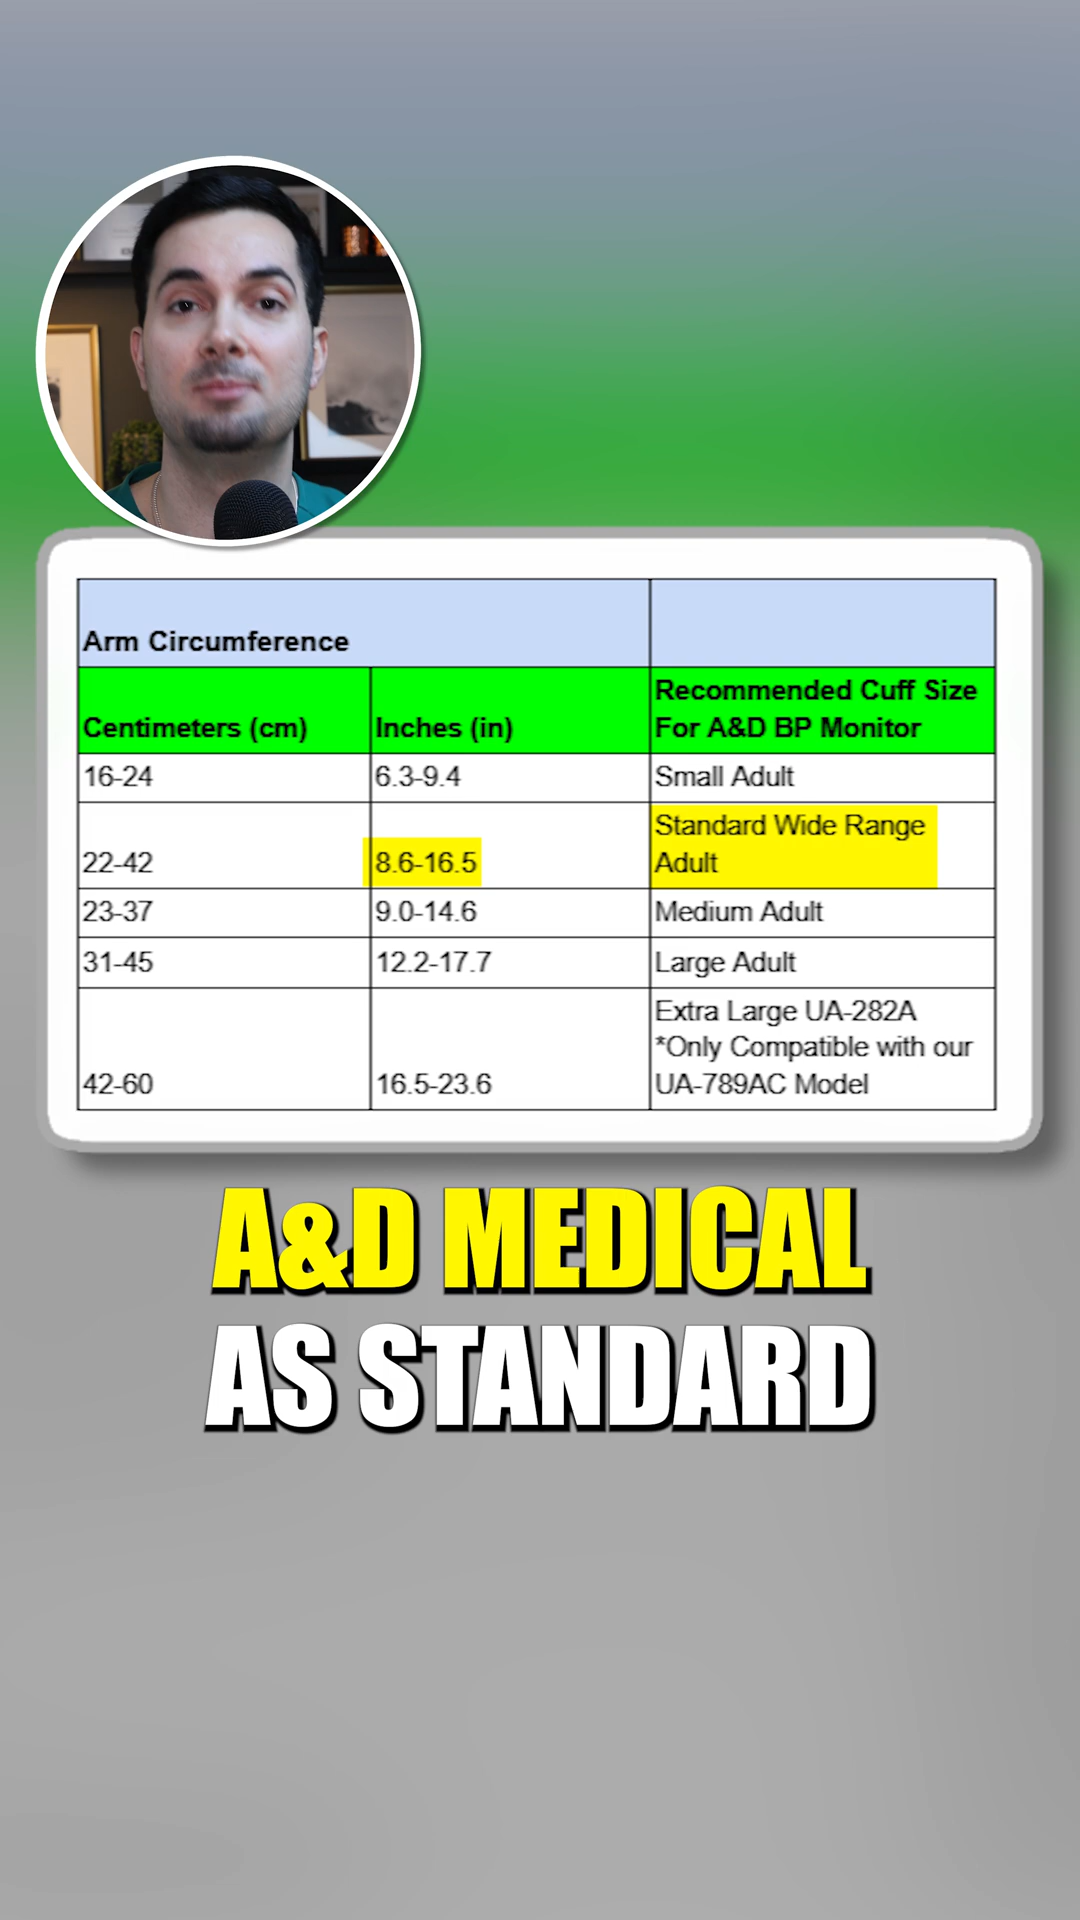 Arm Circumference
Centimeters (cm)
Inches (in)
Recommended Cuff Size
For A&D BP Monitor
16-24
6.3-9.4
Small Adult
22-42
8.6-16.5
Standard Wide Range
Adult
23-37
9.0-14.6
Medium Adult
31-45
12.2-17.7
Large Adult
42-60
16.5-23.6
Extra Large UA-282A
*Only Compatible with our
UA-789AC Model
A&D MEDICAL
AS STANDARD